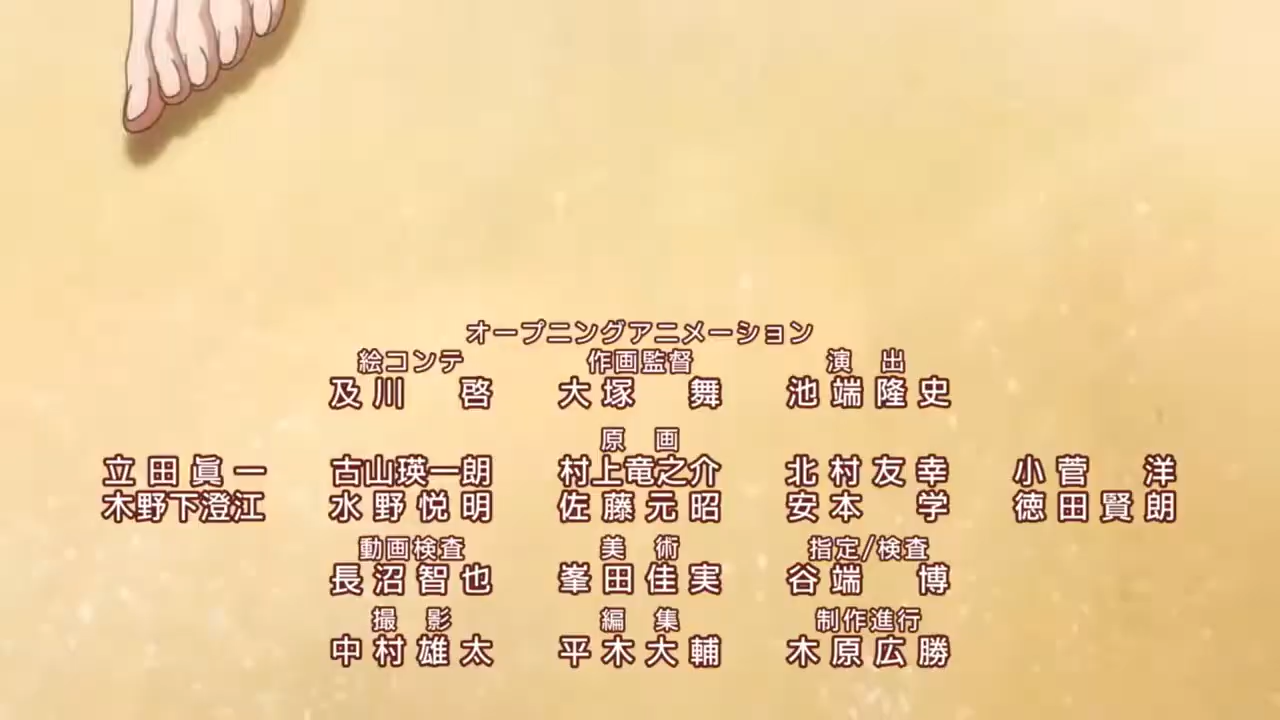 オープニングアニメーション
絵コンテ 作画監督 演出
及川 啓 大塚 舞 池端隆史
原画
立田眞一 古山瑛一朗 村上竜之介 北村友幸 小菅 洋
木野下澄江 水野悦明 佐藤元昭 安本 学 徳田賢朗
動画検査 美術 指定/検査
長沼智也 峯田佳実 谷端 博
撮影 編集 制作進行
中村雄太 平木大輔 木原広勝